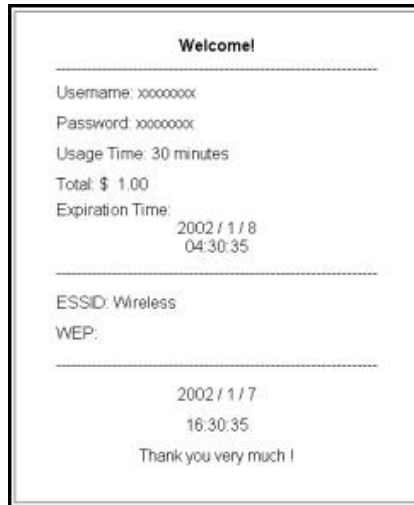 Welcome!
Username: xxxxxxxx
Password: xxxxxxxx
Usage Time: 30 minutes
Total: $ 1.00
Expiration Time:
2002 / 1 / 8
04:30:35
ESSID: Wireless
WEP:
2002 / 1 / 7
16:30:35
Thank you very much !